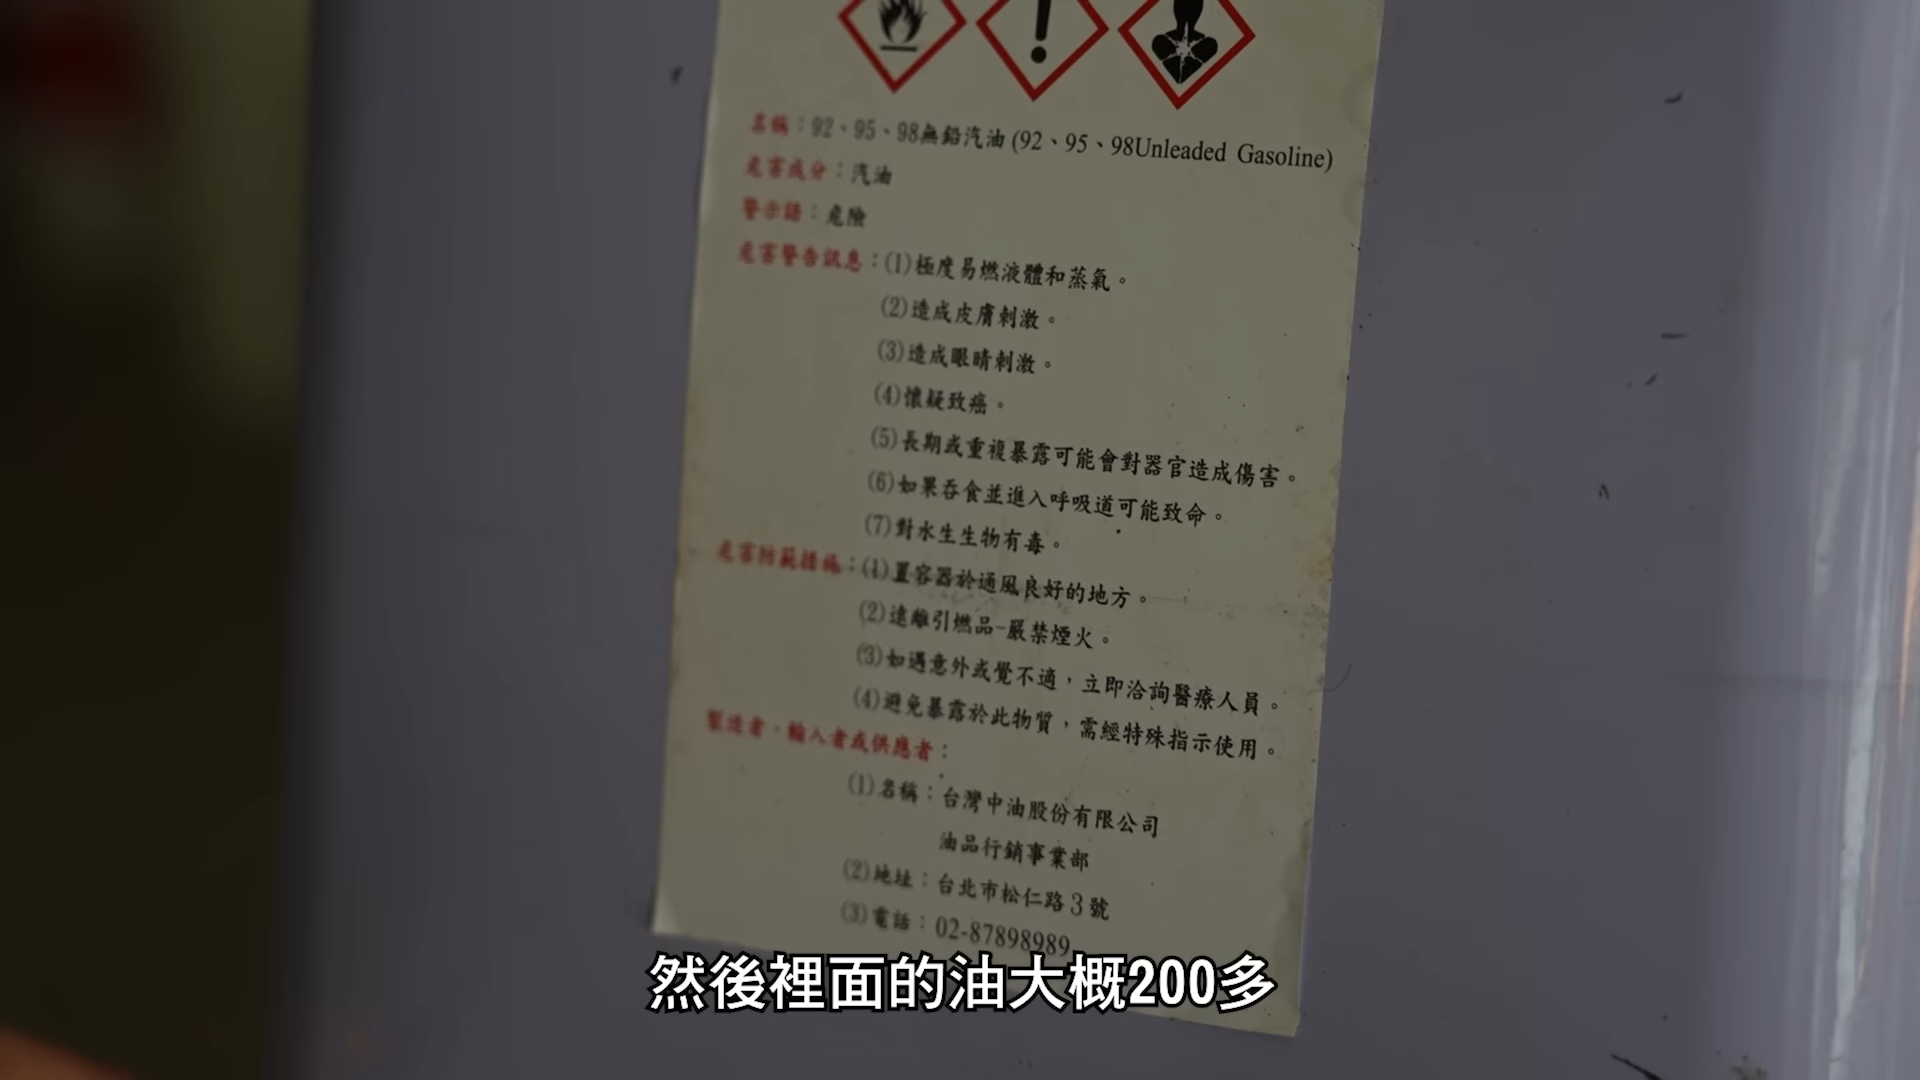 名稱：92、95、98無鉛汽油 (92、95、98Unleaded Gasoline)
危害成分：汽油
警示語：危險
危害警告訊息：(1)極度易燃液體和蒸氣。
(2)造成皮膚刺激。
(3)造成眼睛刺激。
(4)懷疑致癌。
(5)長期或重複暴露可能會對器官造成傷害。
(6)如果吞食並進入呼吸道可能致命。
(7)對水生生物有毒。
危害防範措施：(1)置容器於通風良好的地方。
(2)遠離引燃品-嚴禁煙火。
(3)如遇意外或覺不適，立即洽詢醫療人員。
(4)避免暴露於此物質，需經特殊指示使用。
製造者、輸入者或供應者：
(1)名稱：台灣中油股份有限公司
油品行銷事業部
(2)地址：台北市松仁路3號
(3)電話：02-87898989
然後裡面的油大概200多